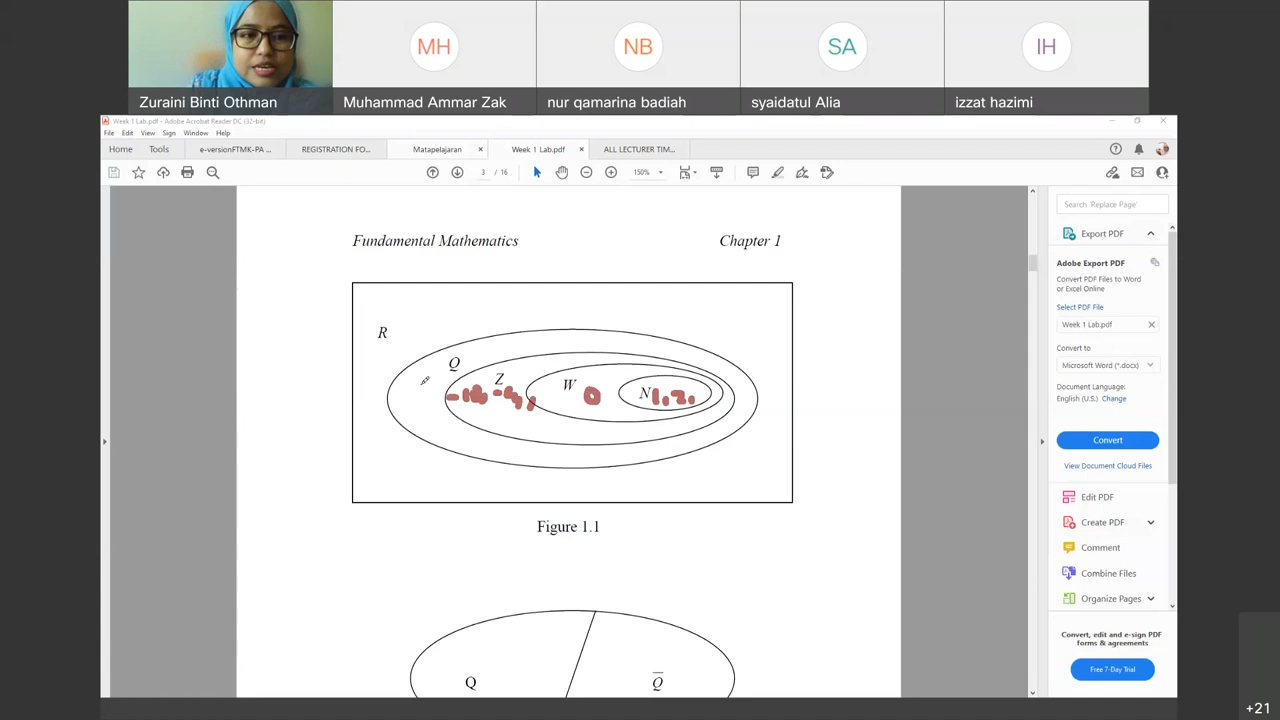 MH
NB
SA
IH
Zuraini Binti Othman
Muhammad Ammar Zak
nur qamarina badiah
syaidatul Alia
izzat hazimi
Week 1 Lab.pdf - Adobe Acrobat Reader DC (32-bit)
File Edit View Sign Window Help
Home Tools e-versionFTMK-PA REGISTRATION FO... Matapelajaran Week 1 Lab.pdf ALL LECTURER TIM...
3 / 16 150%
Search 'Replace Page'
Export PDF
Adobe Export PDF
Convert PDF Files to Word
or Excel Online
Select PDF File
Week 1 Lab.pdf
Convert to
Microsoft Word (*.docx)
Document Language:
English (U.S.) Change
Convert
View Document Cloud Files
Edit PDF
Create PDF
Comment
Combine Files
Organize Pages
Convert, edit and e-sign PDF
forms & agreements
Free 7-Day Trial
Fundamental Mathematics Chapter 1
R
Q
Z
W
0
N 1, 2,
Figure 1.1
Q Q̅
+21